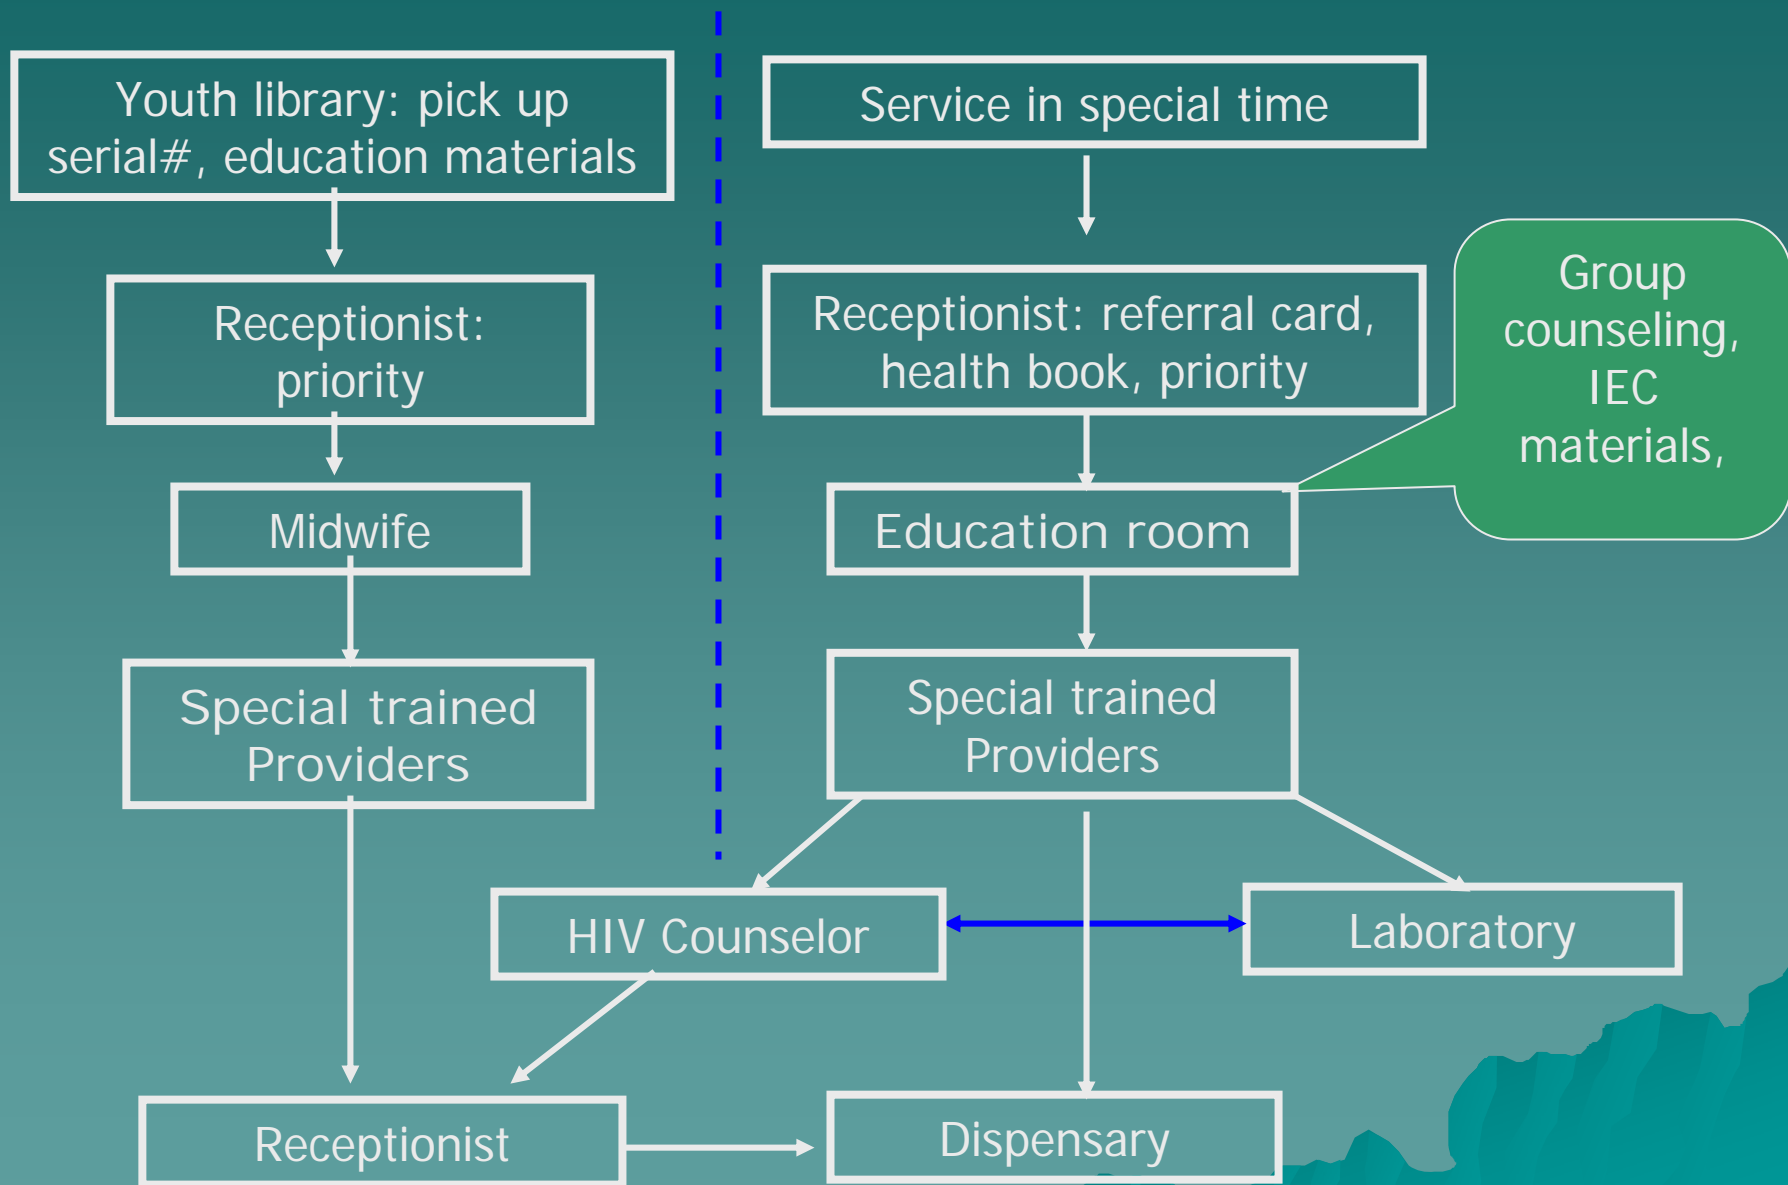 Youth library: pick up
serial#, education materials
Receptionist:
priority
Midwife
Special trained
Providers
Service in special time
Receptionist: referral card,
health book, priority
Group
counseling,
IEC
materials,
Education room
Special trained
Providers
HIV Counselor
Laboratory
Receptionist
Dispensary